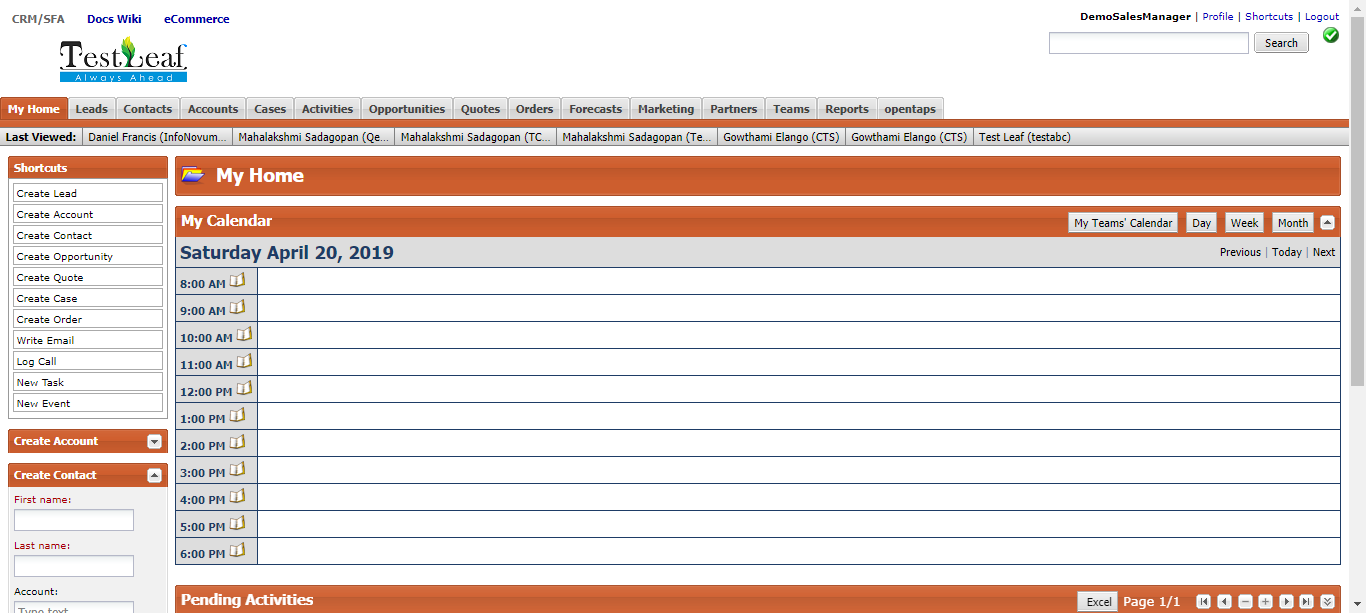 CRM/SFA Docs Wiki eCommerce
DemoSalesManager | Profile | Shortcuts | Logout
TestLeaf
Always Ahead
Search
My Home Leads Contacts Accounts Cases Activities Opportunities Quotes Orders Forecasts Marketing Partners Teams Reports opentaps
Last Viewed: Daniel Francis (InfoNovum... Mahalakshmi Sadagopan (Qe... Mahalakshmi Sadagopan (TC... Mahalakshmi Sadagopan (Te... Gowthami Elango (CTS) Gowthami Elango (CTS) Test Leaf (testabc)
Shortcuts
Create Lead
Create Account
Create Contact
Create Opportunity
Create Quote
Create Case
Create Order
Write Email
Log Call
New Task
New Event
Create Account
Create Contact
First name:
Last name:
Account:
Type text
My Home
My Calendar
My Teams' Calendar Day Week Month
Saturday April 20, 2019
Previous | Today | Next
8:00 AM
9:00 AM
10:00 AM
11:00 AM
12:00 PM
1:00 PM
2:00 PM
3:00 PM
4:00 PM
5:00 PM
6:00 PM
Pending Activities
Excel Page 1/1